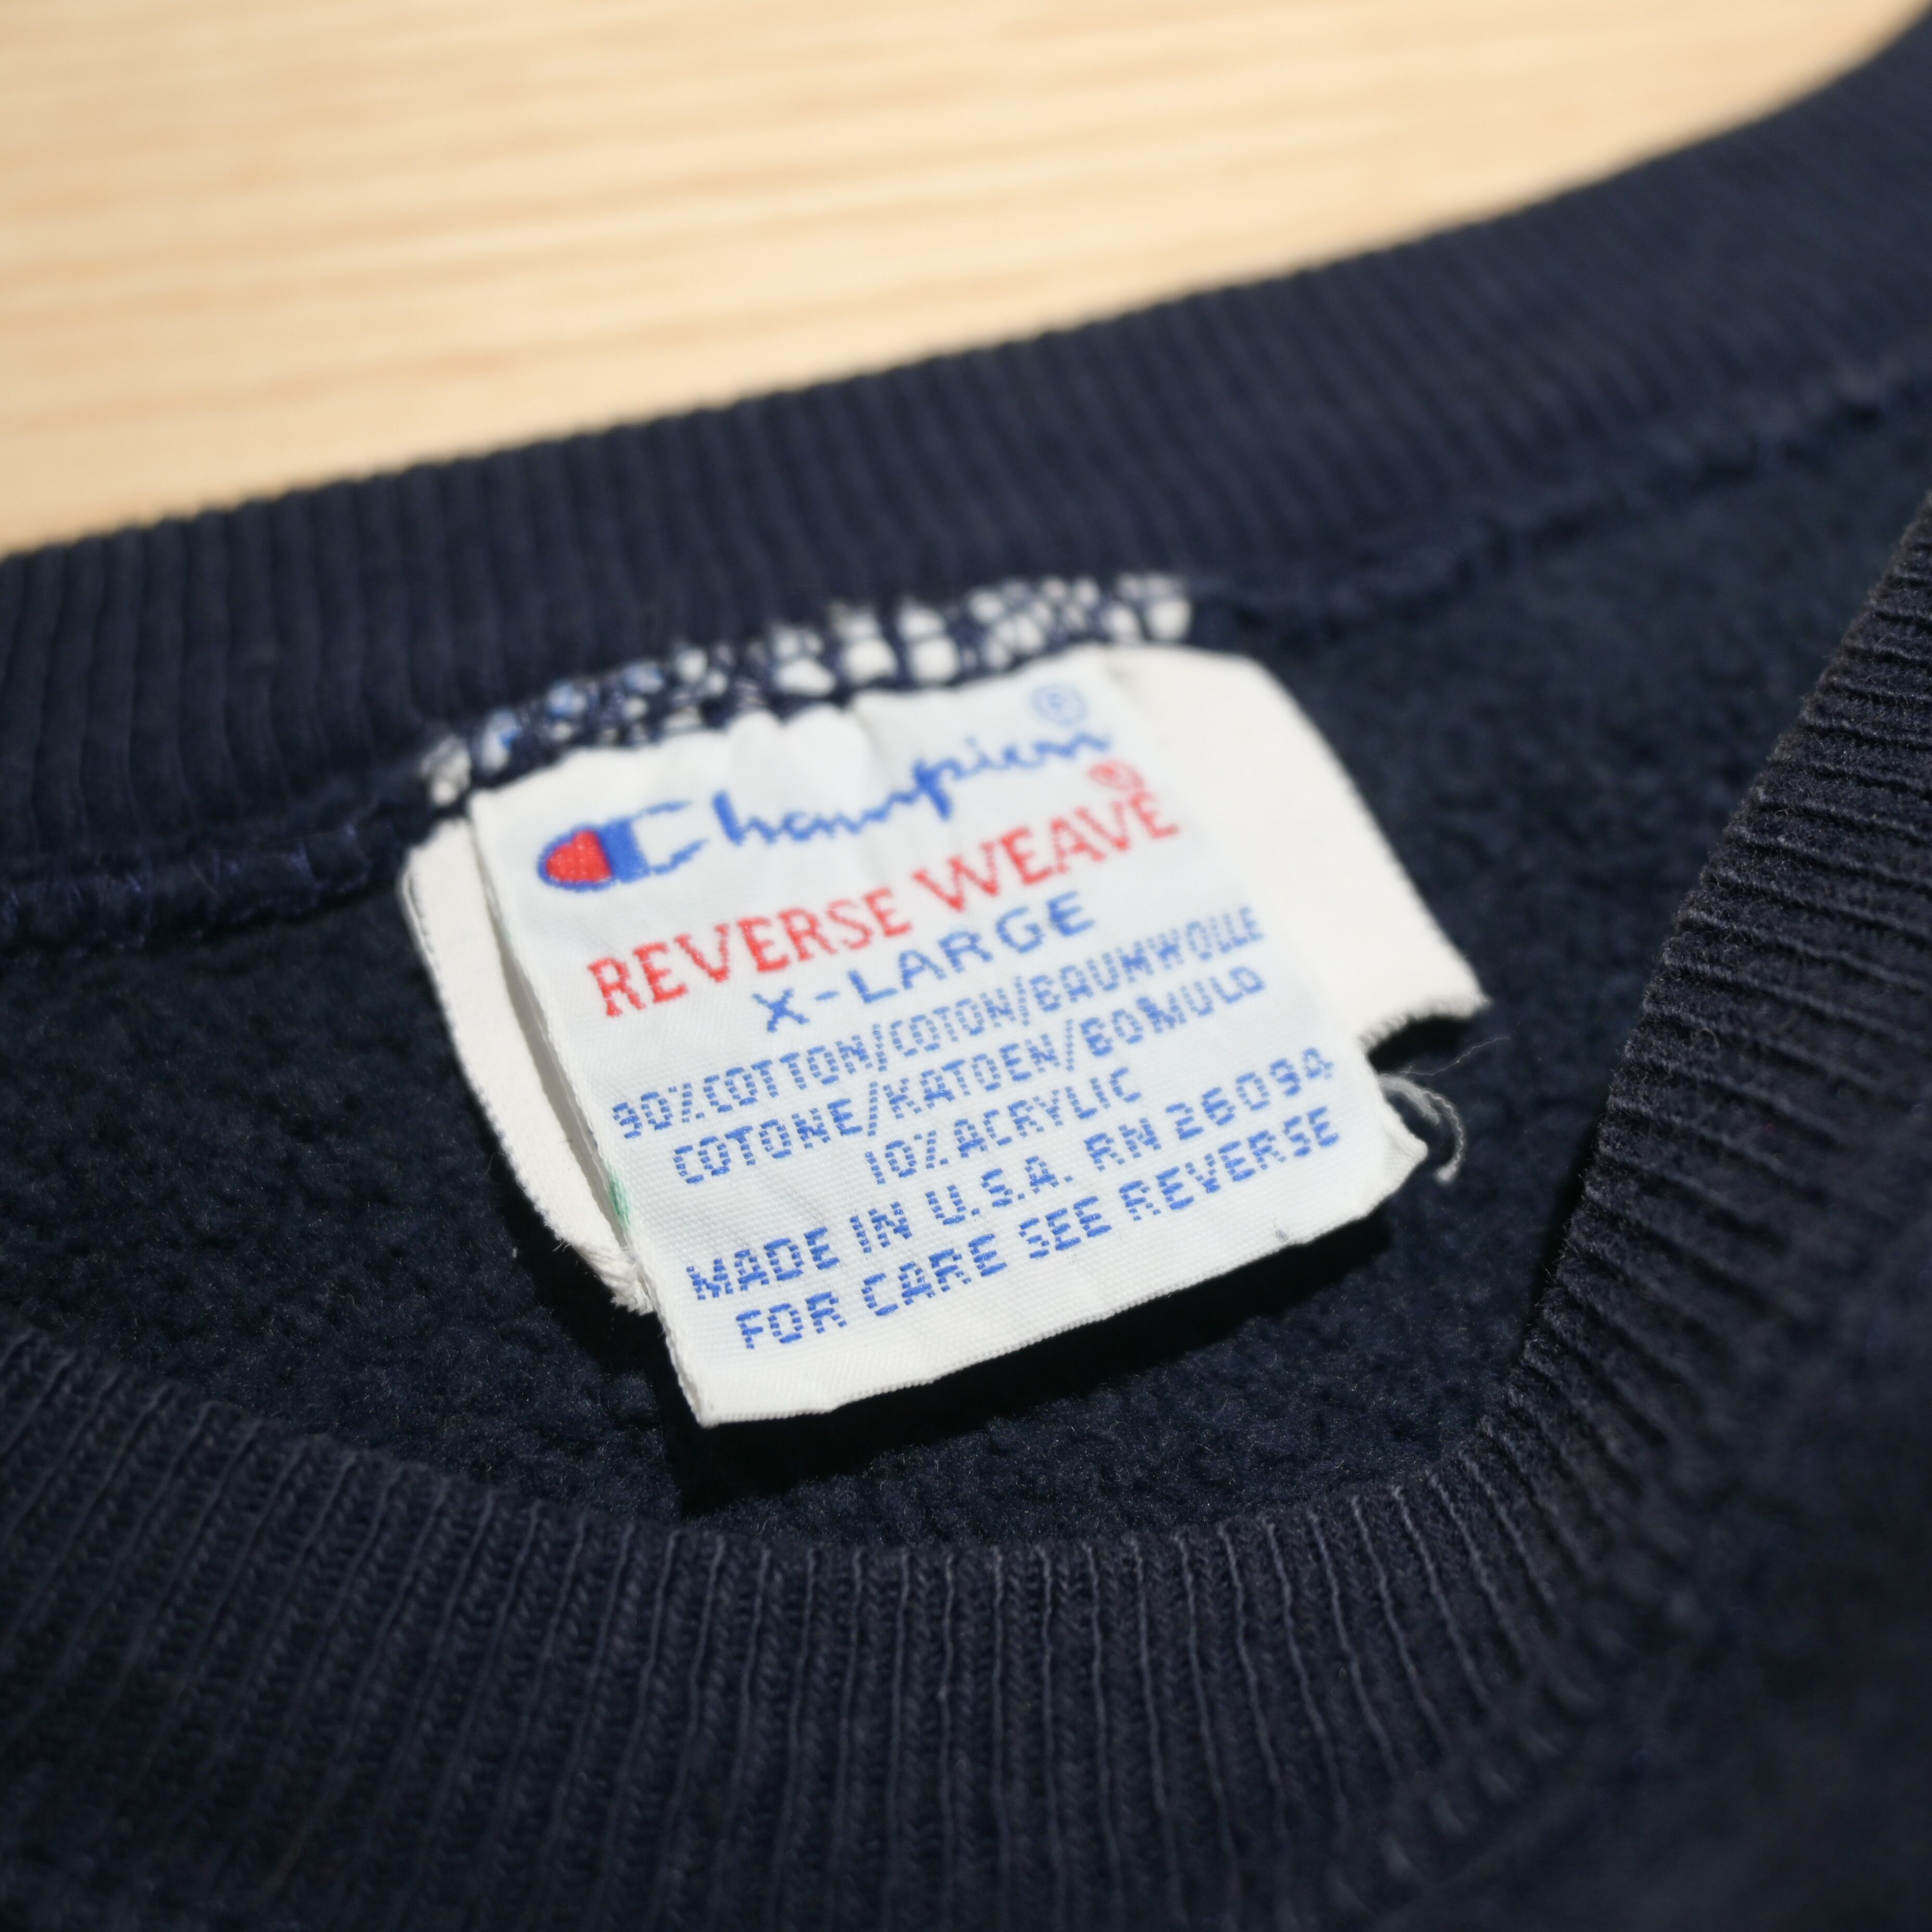 Champion®
REVERSE WEAVE®
X-LARGE
90%COTTON/COTON/BAUMWOLLE
COTONE/KATOEN/BOMULD
10%ACRYLIC
MADE IN U.S.A. RN 26094
FOR CARE SEE REVERSE